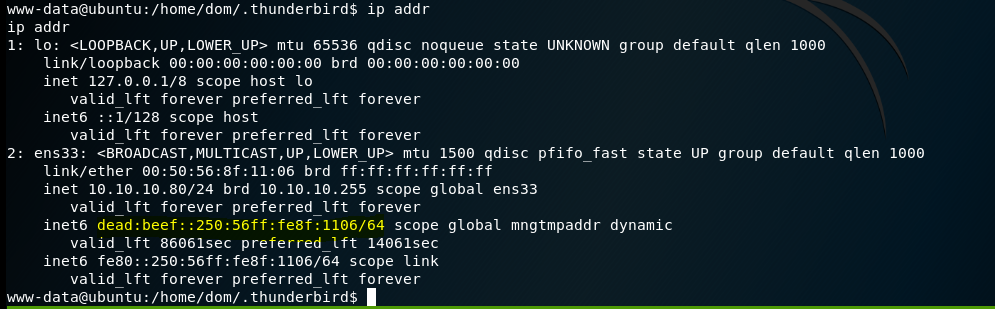 www-data@ubuntu:/home/dom/.thunderbird$ ip addr
ip addr
1: lo: <LOOPBACK,UP,LOWER_UP> mtu 65536 qdisc noqueue state UNKNOWN group default qlen 1000
    link/loopback 00:00:00:00:00:00 brd 00:00:00:00:00:00
    inet 127.0.0.1/8 scope host lo
       valid_lft forever preferred_lft forever
    inet6 ::1/128 scope host
       valid_lft forever preferred_lft forever
2: ens33: <BROADCAST,MULTICAST,UP,LOWER_UP> mtu 1500 qdisc pfifo_fast state UP group default qlen 1000
    link/ether 00:50:56:8f:11:06 brd ff:ff:ff:ff:ff:ff
    inet 10.10.10.80/24 brd 10.10.10.255 scope global ens33
       valid_lft forever preferred_lft forever
    inet6 dead:beef::250:56ff:fe8f:1106/64 scope global mngtmpaddr dynamic
       valid_lft 86061sec preferred_lft 14061sec
    inet6 fe80::250:56ff:fe8f:1106/64 scope link
       valid_lft forever preferred_lft forever
www-data@ubuntu:/home/dom/.thunderbird$